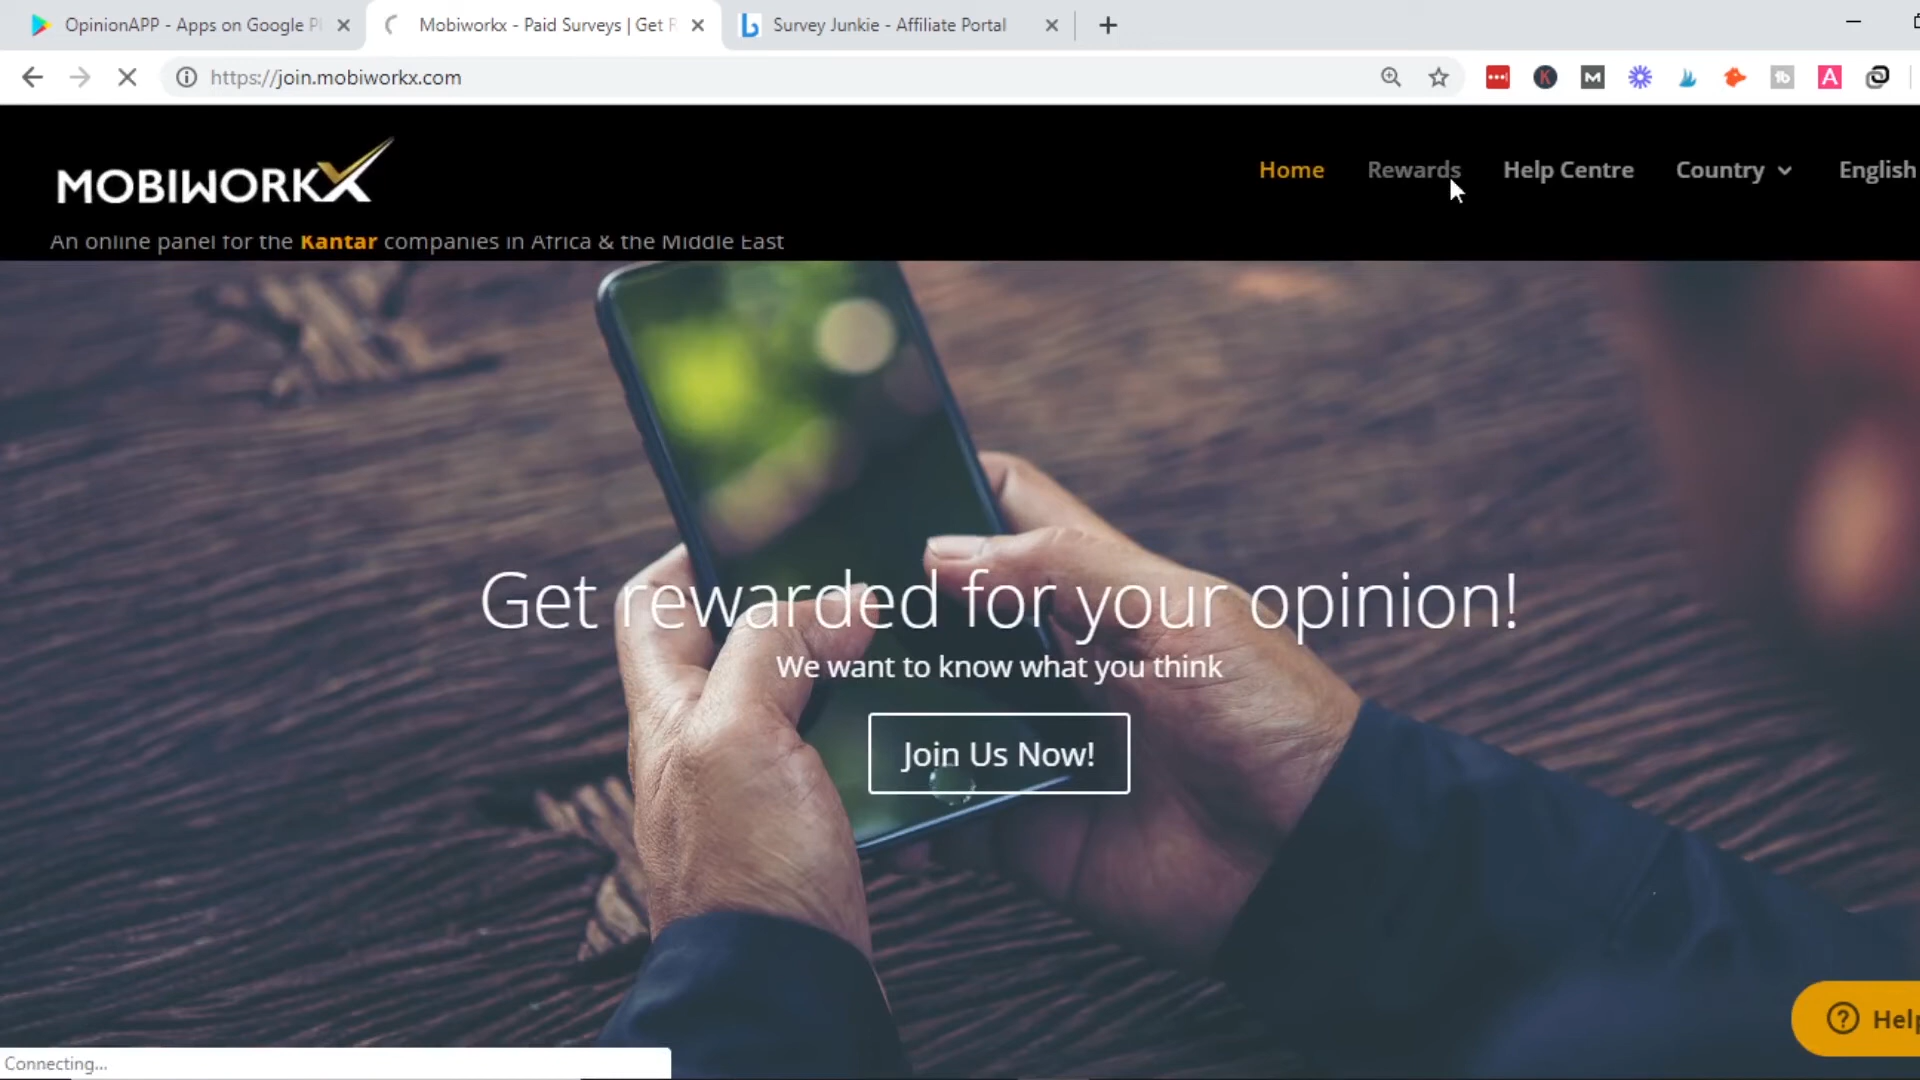 OpinionAPP - Apps on Google Pl
Mobiworkx - Paid Surveys | Get R
Survey Junkie - Affiliate Portal
https://join.mobiworkx.com
MOBIWORKX
Home
Rewards
Help Centre
Country
English
An online panel for the Kantar companies in Africa & the Middle East
Get rewarded for your opinion!
We want to know what you think
Join Us Now!
Help
Connecting...